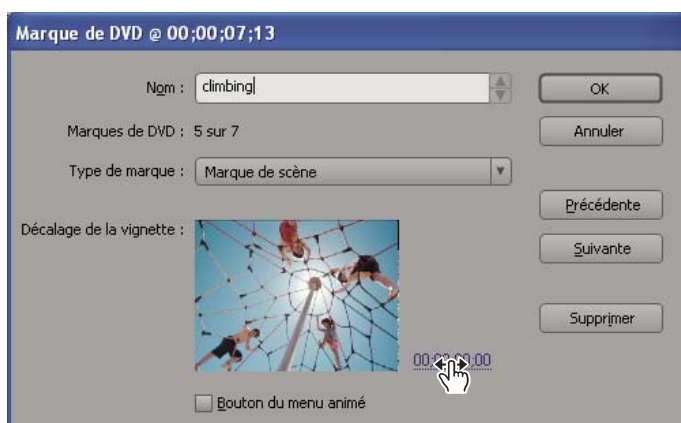 Marque de DVD @ 00;00;07;13
Nom : climbing
OK
Marques de DVD : 5 sur 7
Annuler
Type de marque : Marque de scène
Précédente
Décalage de la vignette :
Suivante
Supprimer
Bouton du menu animé